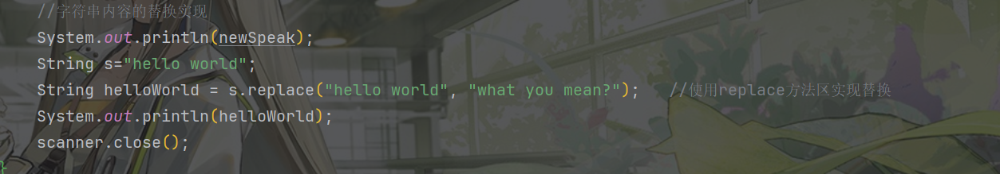 //字符串内容的替换实现
System.out.println(newSpeak);
String s="hello world";
String helloWorld = s.replace("hello world", "what you mean?");   //使用replace方法区实现替换
System.out.println(helloWorld);
scanner.close();
}